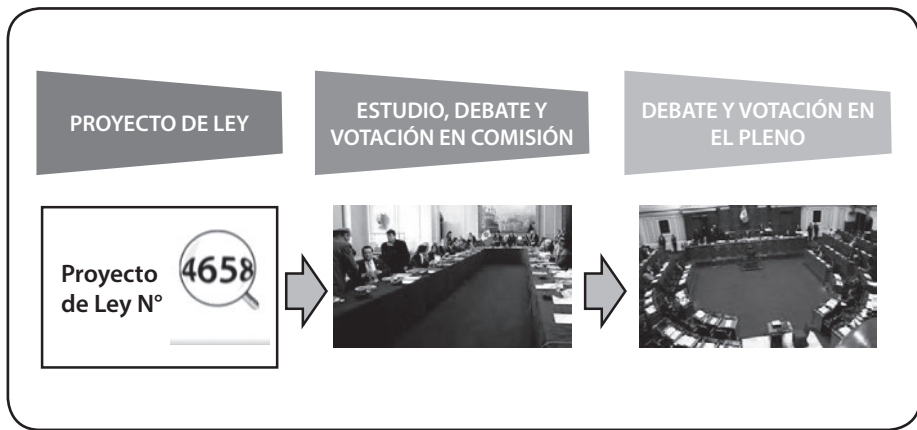 PROYECTO DE LEY
ESTUDIO, DEBATE Y
VOTACIÓN EN COMISIÓN
DEBATE Y VOTACIÓN EN
EL PLENO
Proyecto
de Ley N°
4658